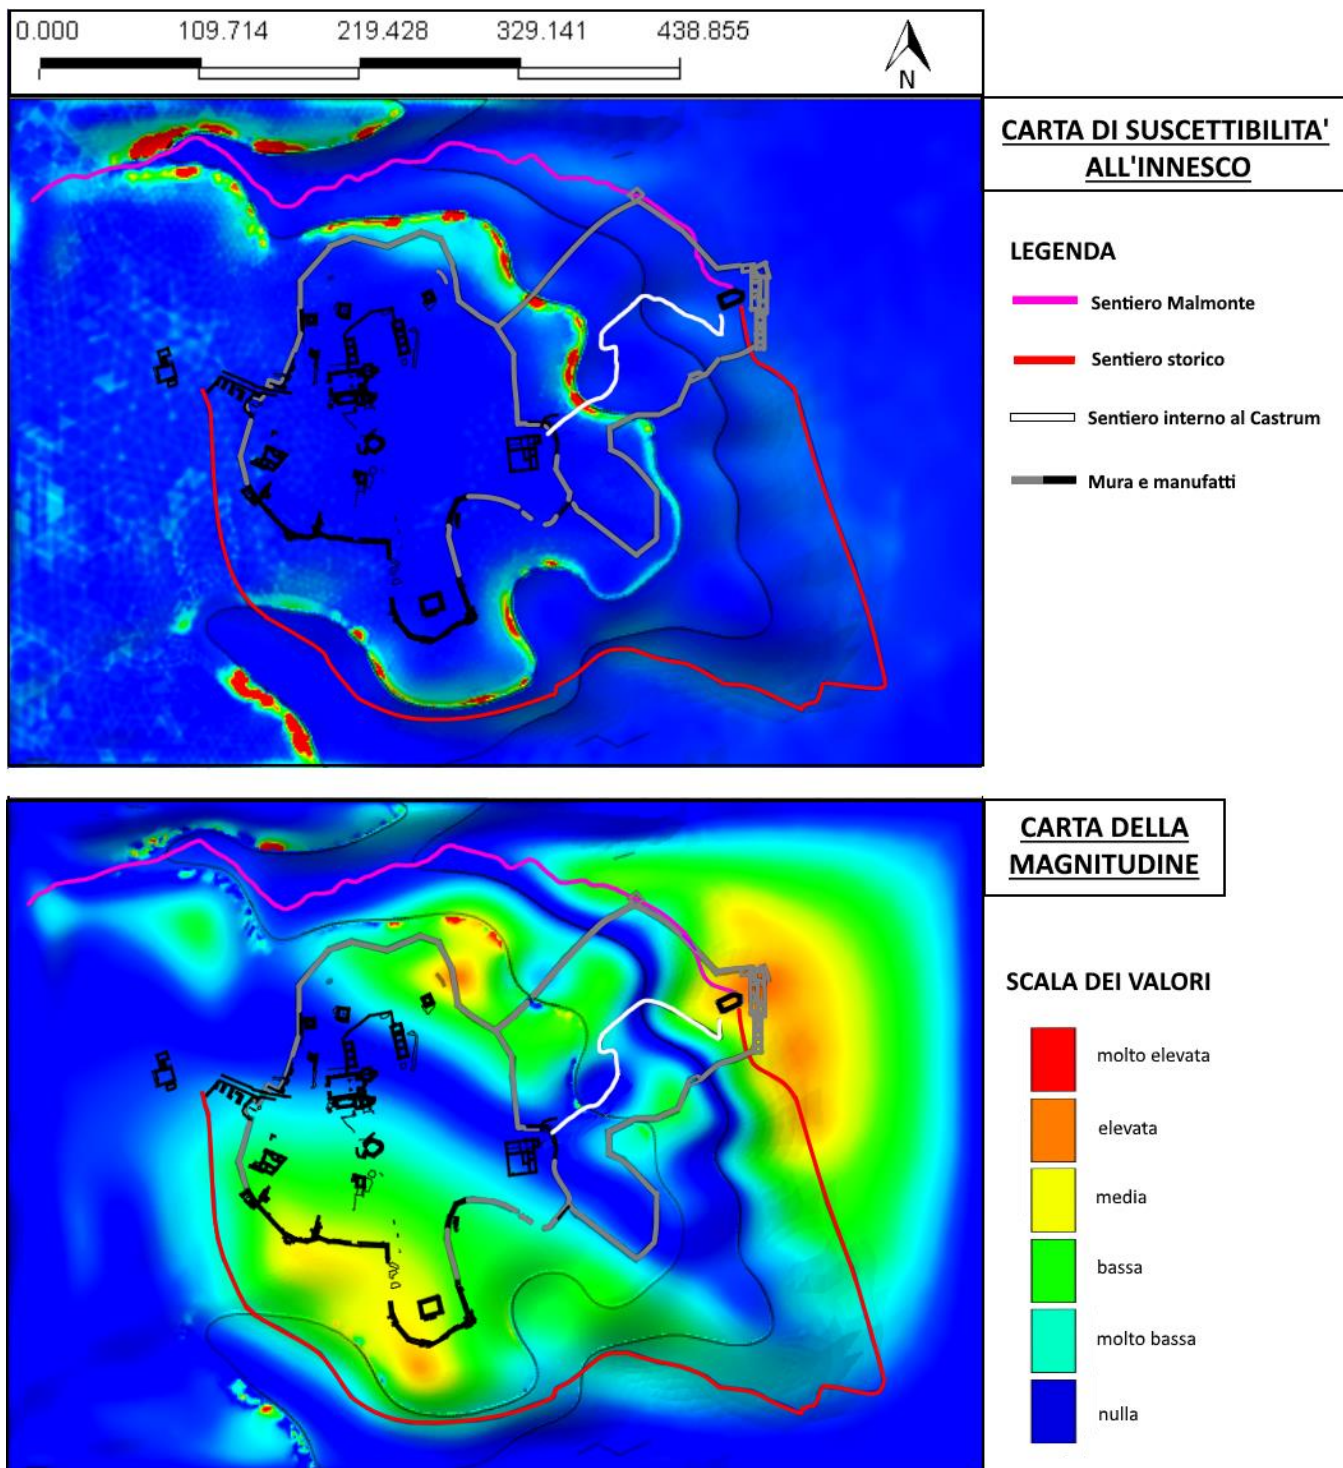 0.000 109.714 219.428 329.141 438.855
N
CARTA DI SUSCETTIBILITA'
ALL'INNESCO
LEGENDA
Sentiero Malmonte
Sentiero storico
Sentiero interno al Castrum
Mura e manufatti
CARTA DELLA
MAGNITUDINE
SCALA DEI VALORI
molto elevata
elevata
media
bassa
molto bassa
nulla